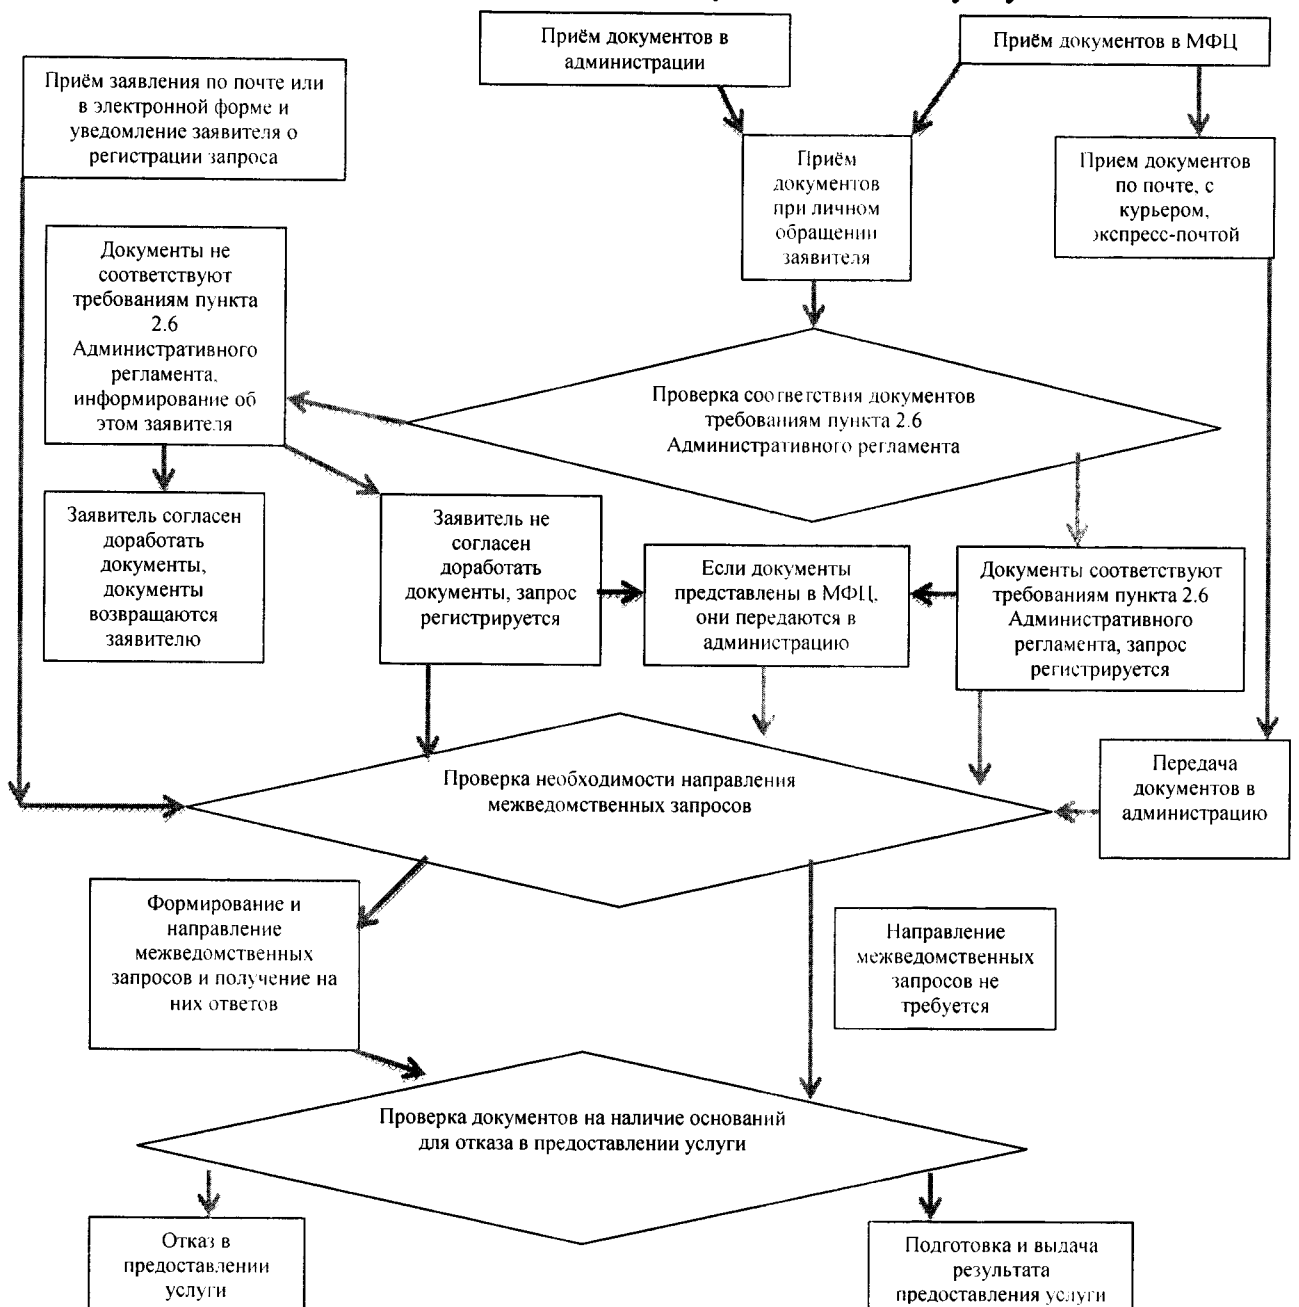 Приём документов в
администрации
Приём документов в МФЦ
Приём заявления по почте или
в электронной форме и
уведомление заявителя о
регистрации запроса
Приём
документов
при личном
обращении
заявителя
Прием документов
по почте, с
курьером,
экспресс-почтой
Документы не
соответствуют
требованиям пункта
2.6
Административного
регламента,
информирование об
этом заявителя
Проверка соответствия документов
требованиям пункта 2.6
Административного регламента
Заявитель согласен
доработать
документы,
документы
возвращаются
заявителю
Заявитель не
согласен
доработать
документы, запрос
регистрируется
Если документы
представлены в МФЦ,
они передаются в
администрацию
Документы соответствуют
требованиям пункта 2.6
Административного
регламента, запрос
регистрируется
Проверка необходимости направления
межведомственных запросов
Передача
документов в
администрацию
Формирование и
направление
межведомственных
запросов и получение на
них ответов
Направление
межведомственных
запросов не
требуется
Проверка документов на наличие оснований
для отказа в предоставлении услуги
Отказ в
предоставлении
услуги
Подготовка и выдача
результата
предоставления услуги